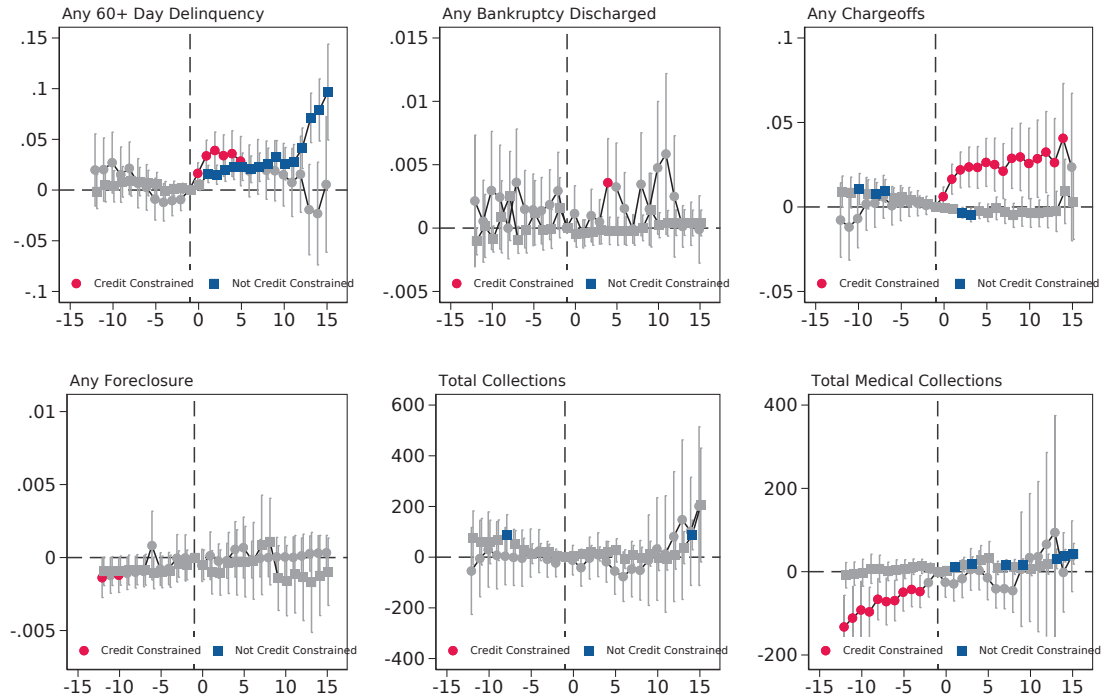 Any 60+ Day Delinquency
.15
.1
.05
0
-.05
-.1
Credit Constrained Not Credit Constrained
-15 -10 -5 0 5 10 15
Any Bankruptcy Discharged
.015
.01
.005
0
-.005
Credit Constrained Not Credit Constrained
-15 -10 -5 0 5 10 15
Any Chargeoffs
.1
.05
0
-.05
Credit Constrained Not Credit Constrained
-15 -10 -5 0 5 10 15
Any Foreclosure
.01
.005
0
-.005
Credit Constrained Not Credit Constrained
-15 -10 -5 0 5 10 15
Total Collections
600
400
200
0
-200
-400
Credit Constrained Not Credit Constrained
-15 -10 -5 0 5 10 15
Total Medical Collections
400
200
0
-200
Credit Constrained Not Credit Constrained
-15 -10 -5 0 5 10 15